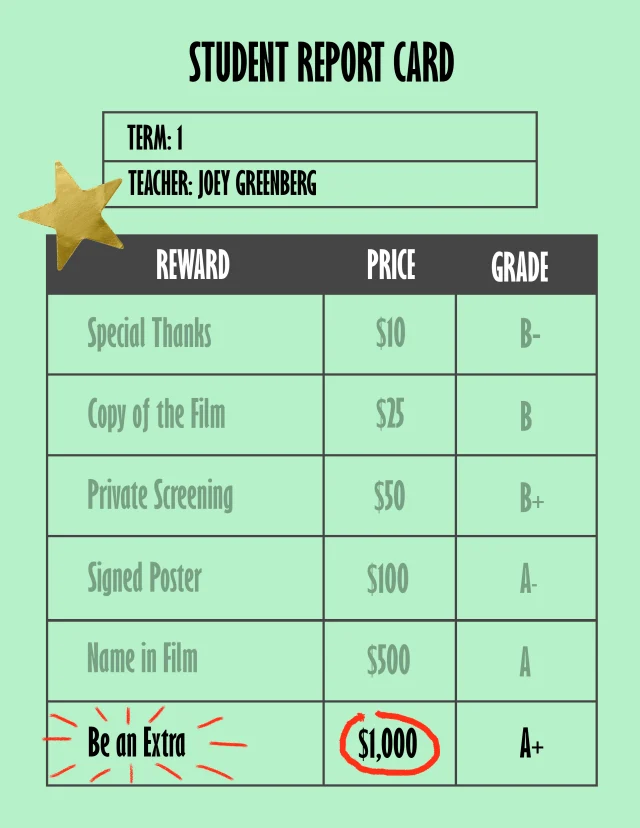 STUDENT REPORT CARD
TERM: 1
TEACHER: JOEY GREENBERG
REWARD PRICE GRADE
Special Thanks $10 B-
Copy of the Film $25 B
Private Screening $50 B+
Signed Poster $100 A-
Name in Film $500 A
Be an Extra $1,000 A+